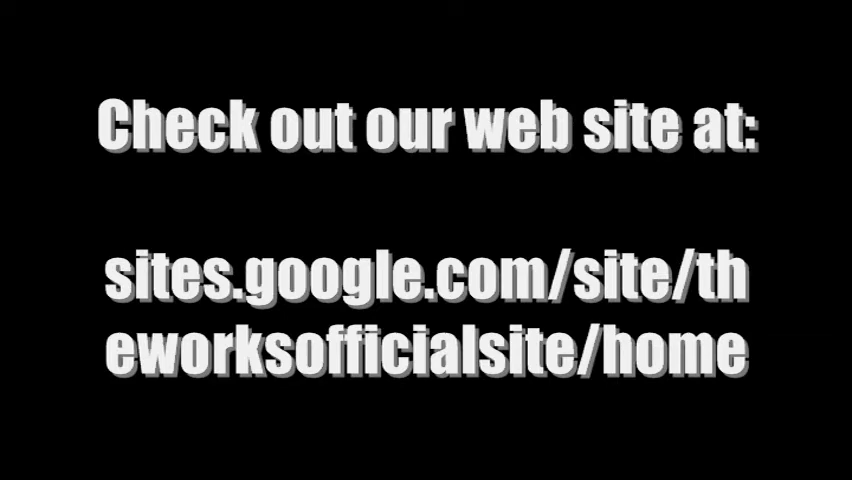 Check out our web site at:
sites.google.com/site/th
eworksofficialsite/home